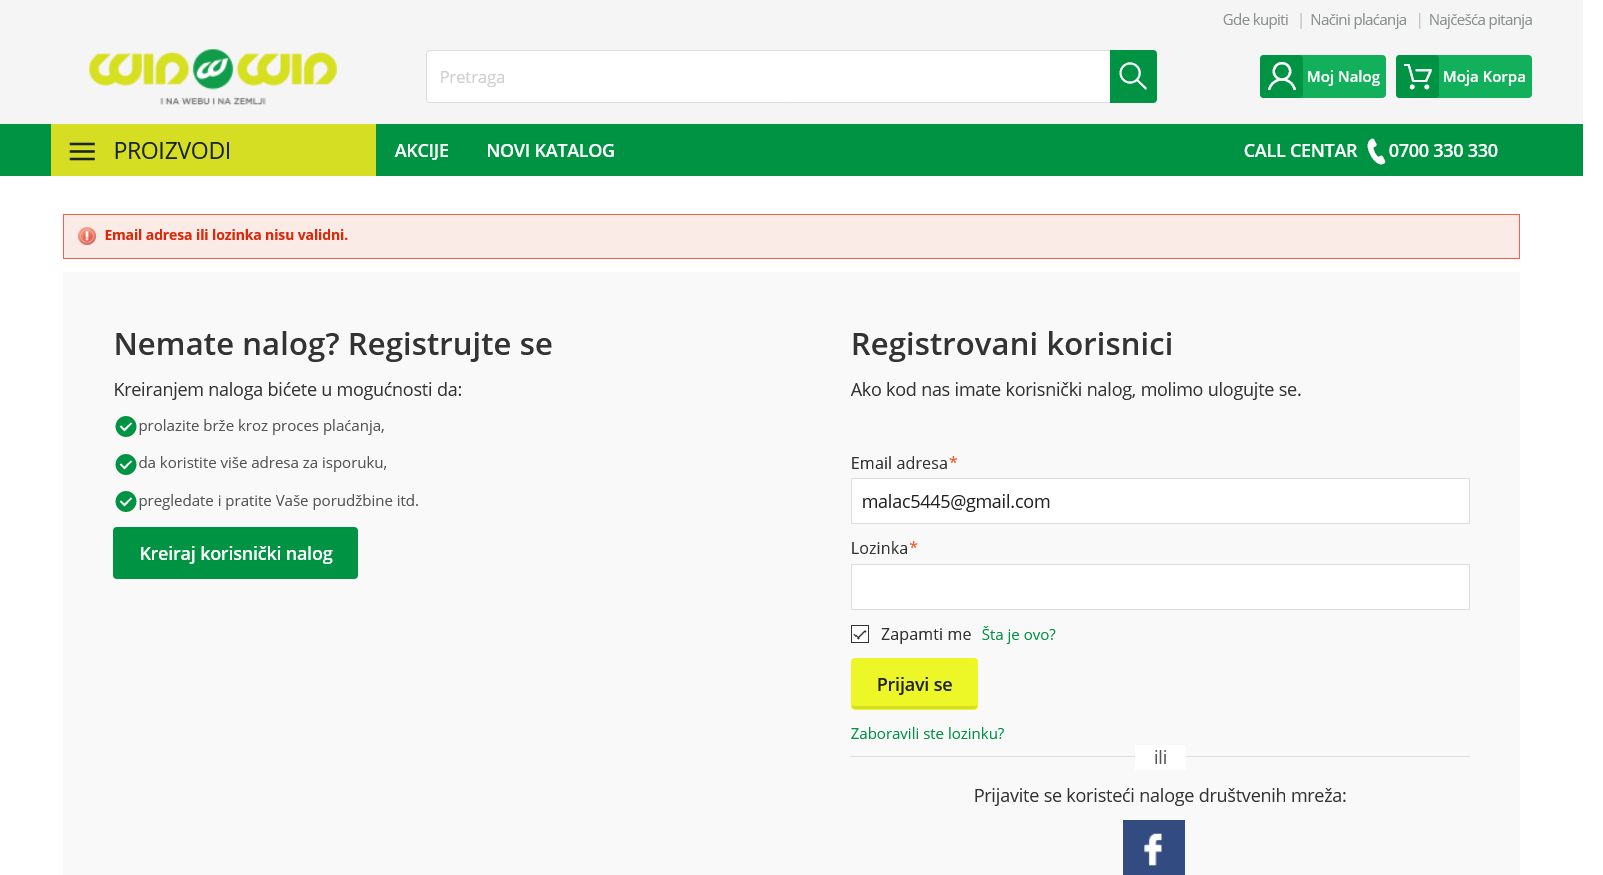 Gde kupiti | Načini plaćanja | Najčešća pitanja
win win
I NA WEBU I NA ZEMLJI
Pretraga
Moj Nalog
Moja Korpa
PROIZVODI
AKCIJE
NOVI KATALOG
CALL CENTAR 0700 330 330
Email adresa ili lozinka nisu validni.
Nemate nalog? Registrujte se
Kreiranjem naloga bićete u mogućnosti da:
prolazite brže kroz proces plaćanja,
da koristite više adresa za isporuku,
pregledate i pratite Vaše porudžbine itd.
Kreiraj korisnički nalog
Registrovani korisnici
Ako kod nas imate korisnički nalog, molimo ulogujte se.
Email adresa*
malac5445@gmail.com
Lozinka*
Zapamti me Šta je ovo?
Prijavi se
Zaboravili ste lozinku?
ili
Prijavite se koristeći naloge društvenih mreža:
f